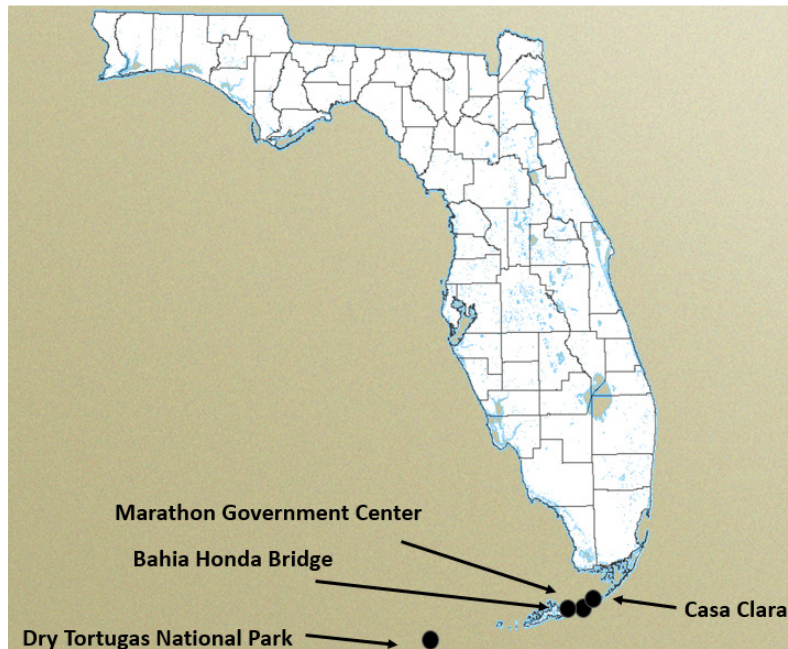 Marathon Government Center
Bahia Honda Bridge
Casa Clara
Dry Tortugas National Park